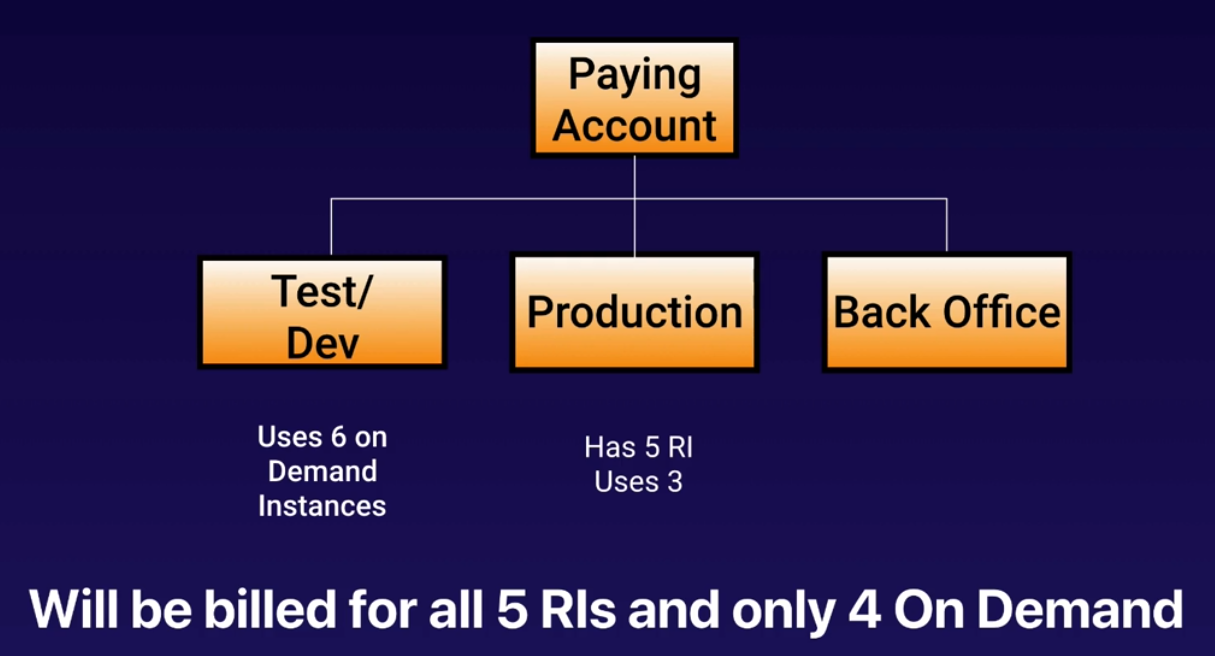 Paying
Account
Test/
Dev
Production
Back Office
Uses 6 on
Demand
Instances
Has 5 RI
Uses 3
Will be billed for all 5 RIs and only 4 On Demand